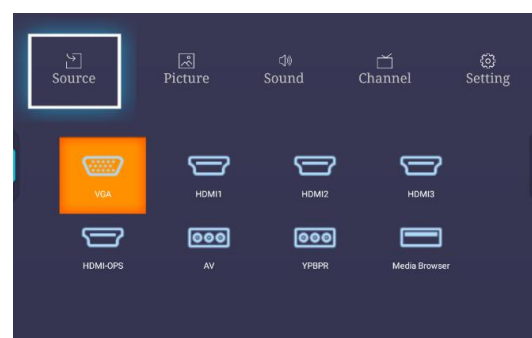 Source Picture Sound Channel Setting
VGA HDMI1 HDMI2 HDMI3
HDMI-OPS AV YPBPR Media Browser